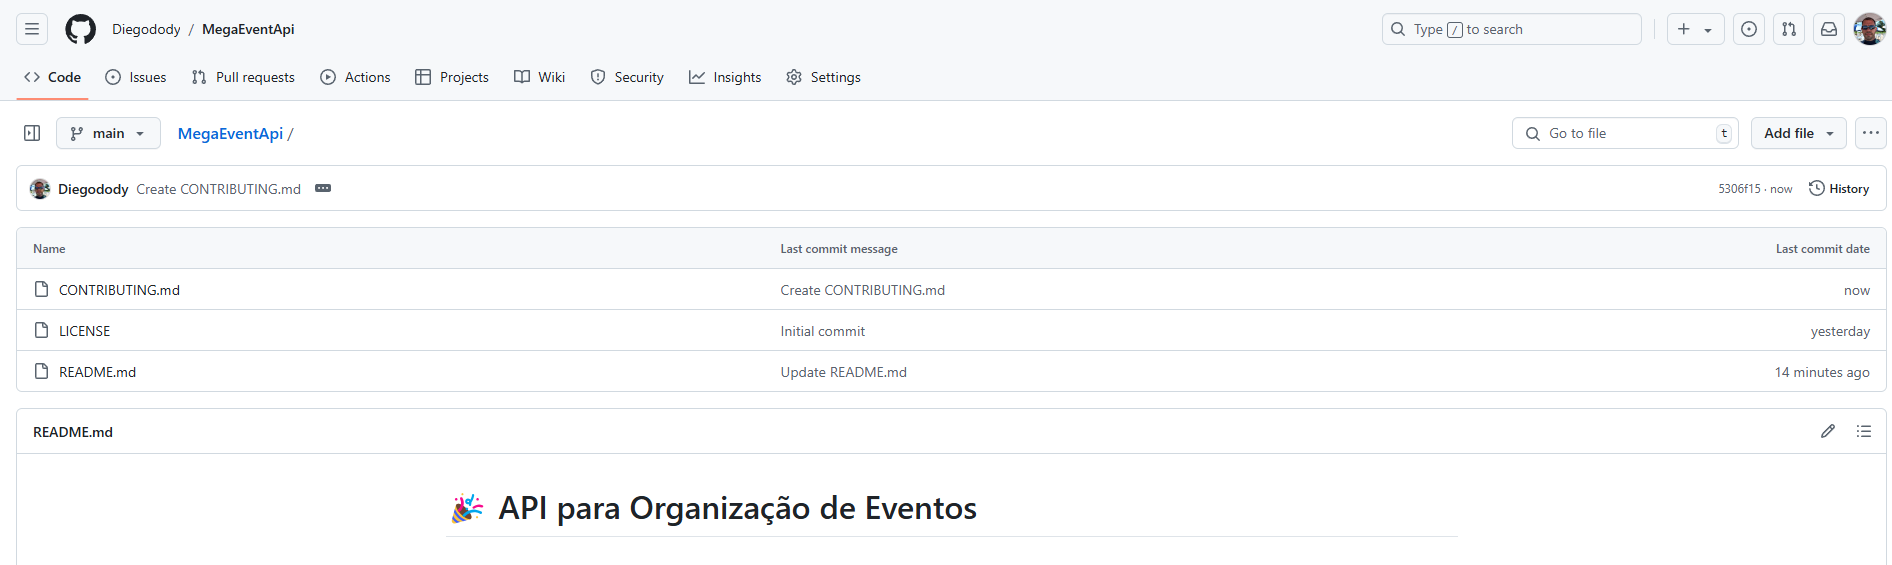 Diegodody / MegaEventApi
Type / to search
Code Issues Pull requests Actions Projects Wiki Security Insights Settings
main MegaEventApi /
Go to file t Add file
Diegodody Create CONTRIBUTING.md
5306f15 · now History
Name Last commit message Last commit date
CONTRIBUTING.md Create CONTRIBUTING.md now
LICENSE Initial commit yesterday
README.md Update README.md 14 minutes ago
README.md
🎉 API para Organização de Eventos